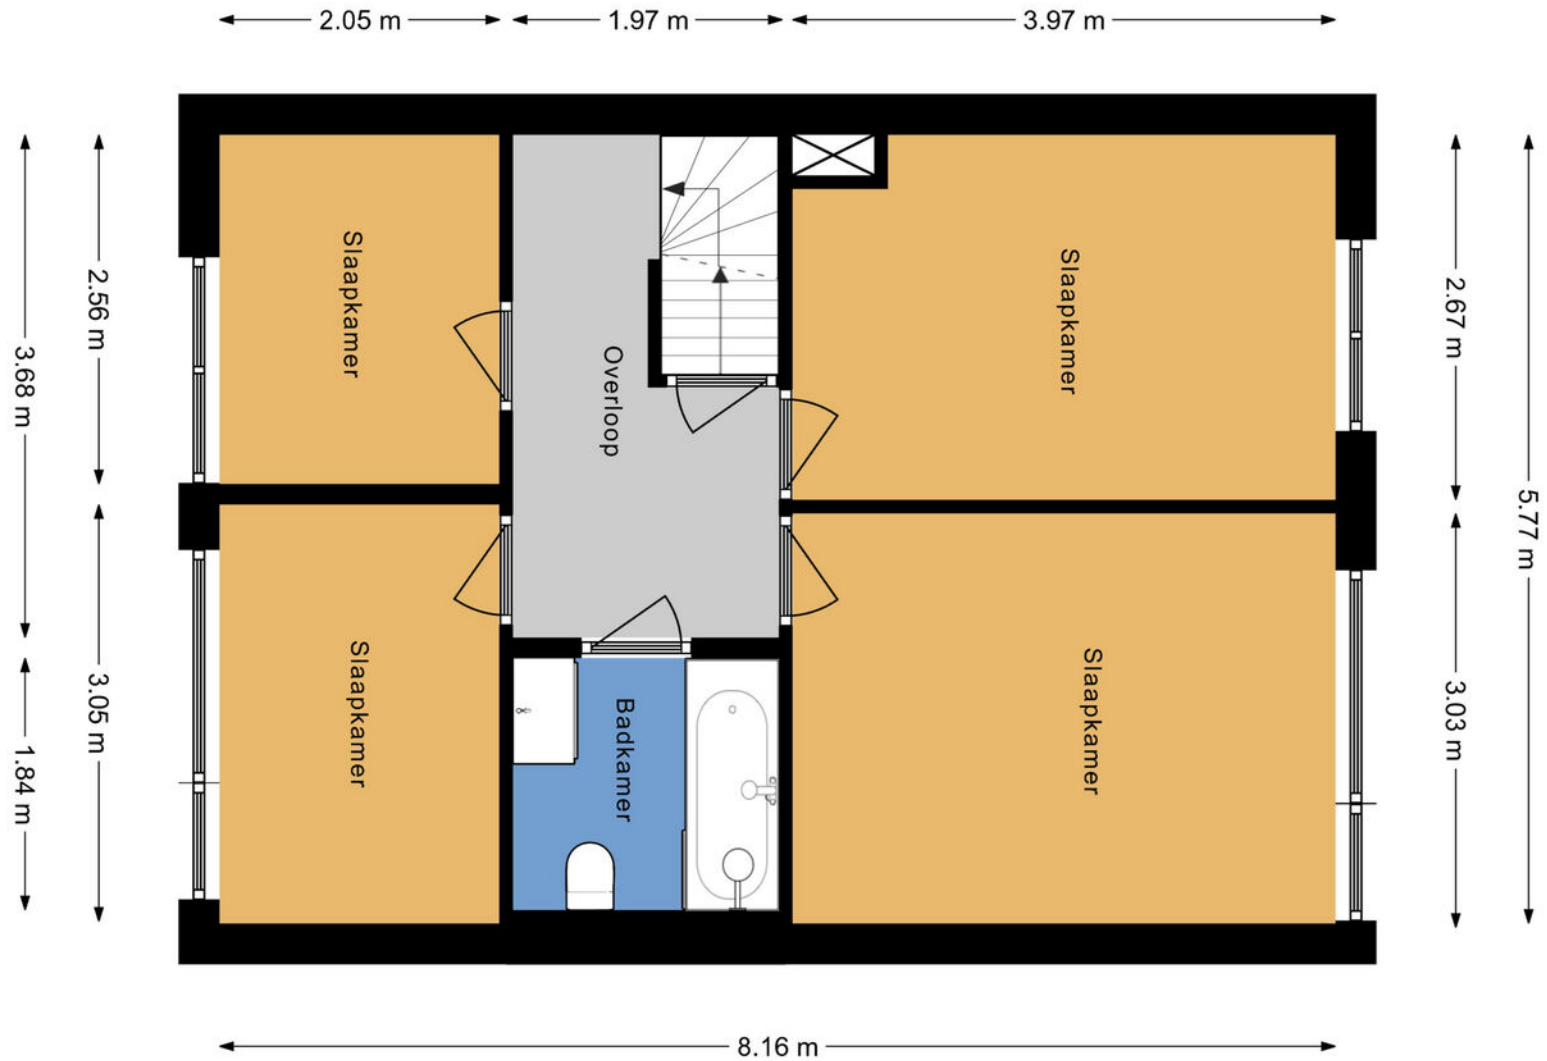 2.05 m
1.97 m
3.97 m
Slaapkamer
Slaapkamer
Overloop
2.56 m
2.67 m
3.68 m
5.77 m
Slaapkamer
Slaapkamer
Badkamer
3.05 m
3.03 m
1.84 m
8.16 m